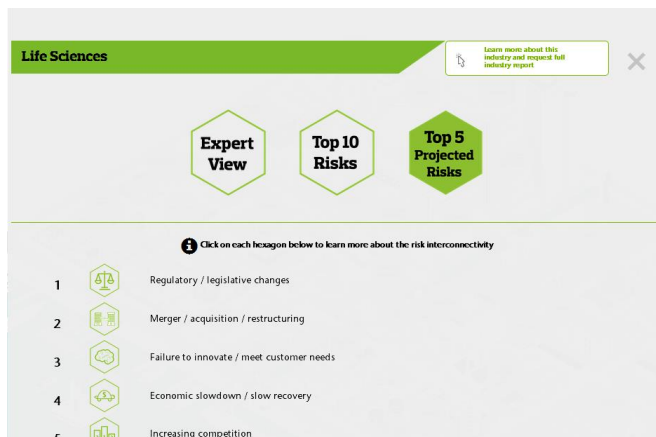 Life Sciences
Learn more about this
industry and request full
industry report
Expert
View
Top 10
Risks
Top 5
Projected
Risks
Click on each hexagon below to learn more about the risk interconnectivity
1 Regulatory / legislative changes
2 Merger / acquisition / restructuring
3 Failure to innovate / meet customer needs
4 Economic slowdown / slow recovery
5 Increasing competition